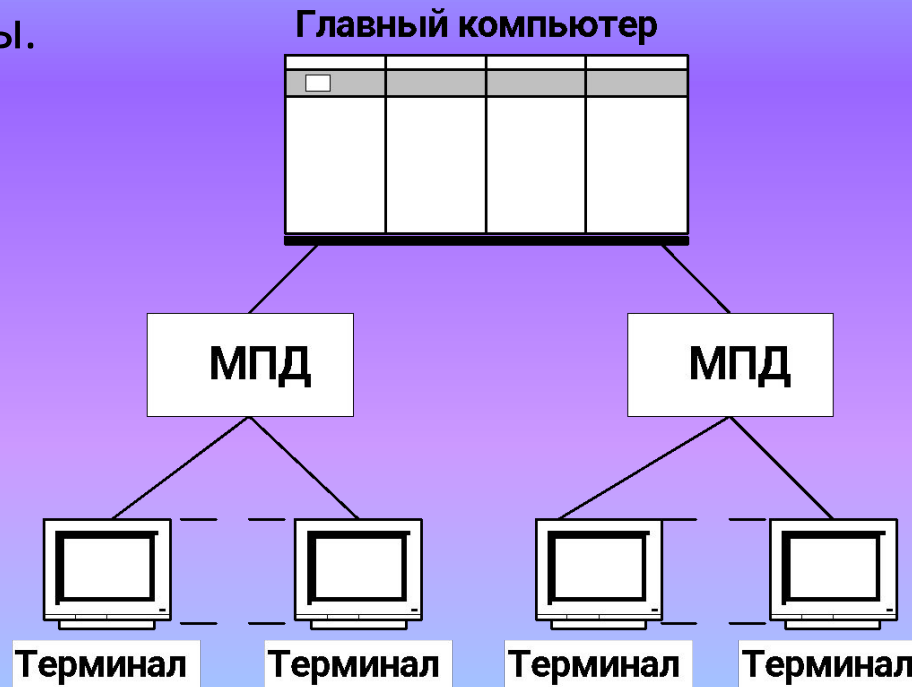 ы.
Главный компьютер
МПД
МПД
Терминал
Терминал
Терминал
Терминал